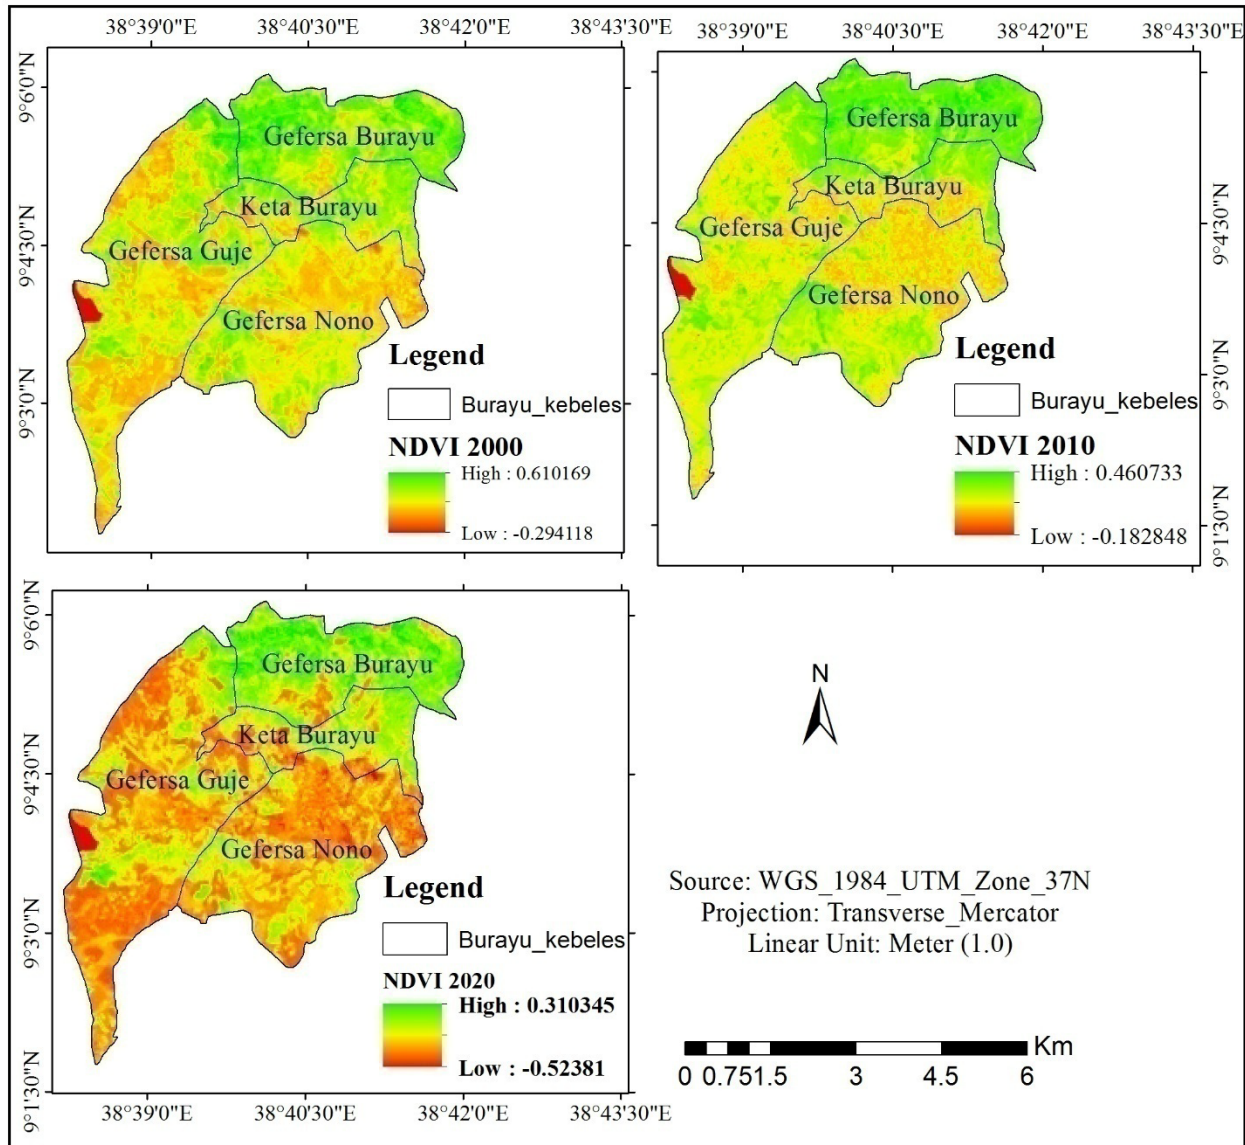 38°39'0"E 38°40'30"E 38°42'0"E 38°43'30"E
9°6'0"N
9°4'30"N
9°3'0"N
Gefersa Burayu
Keta Burayu
Gefersa Guje
Gefersa Nono
Legend
Burayu_kebeles
NDVI 2000
High : 0.610169
Low : -0.294118
38°39'0"E 38°40'30"E 38°42'0"E 38°43'30"E
Gefersa Burayu
Keta Burayu
Gefersa Guje
Gefersa Nono
9°6'0"N
9°4'30"N
9°3'0"N
9°1'30"N
Legend
Burayu_kebeles
NDVI 2010
High : 0.460733
Low : -0.182848
9°6'0"N
9°4'30"N
9°3'0"N
9°1'30"N
Gefersa Burayu
Keta Burayu
Gefersa Guje
Gefersa Nono
Legend
Burayu_kebeles
NDVI 2020
High : 0.310345
Low : -0.52381
38°39'0"E 38°40'30"E 38°42'0"E 38°43'30"E
N
Source: WGS_1984_UTM_Zone_37N
Projection: Transverse_Mercator
Linear Unit: Meter (1.0)
Km
0 0.751.5 3 4.5 6